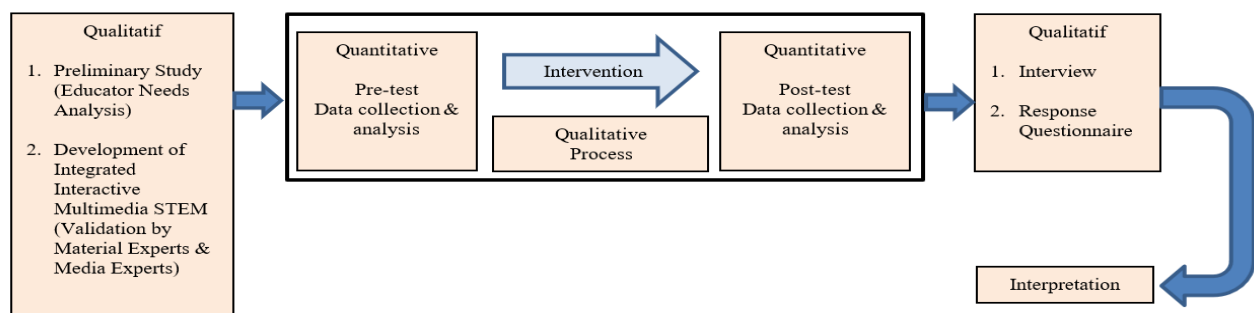 Qualitatif
1. Preliminary Study
(Educator Needs
Analysis)
2. Development of
Integrated
Interactive
Multimedia STEM
(Validation by
Material Experts &
Media Experts)
Quantitative
Pre-test
Data collection &
analysis
Intervention
Qualitative
Process
Quantitative
Post-test
Data collection &
analysis
Qualitatif
1. Interview
2. Response
Questionnaire
Interpretation